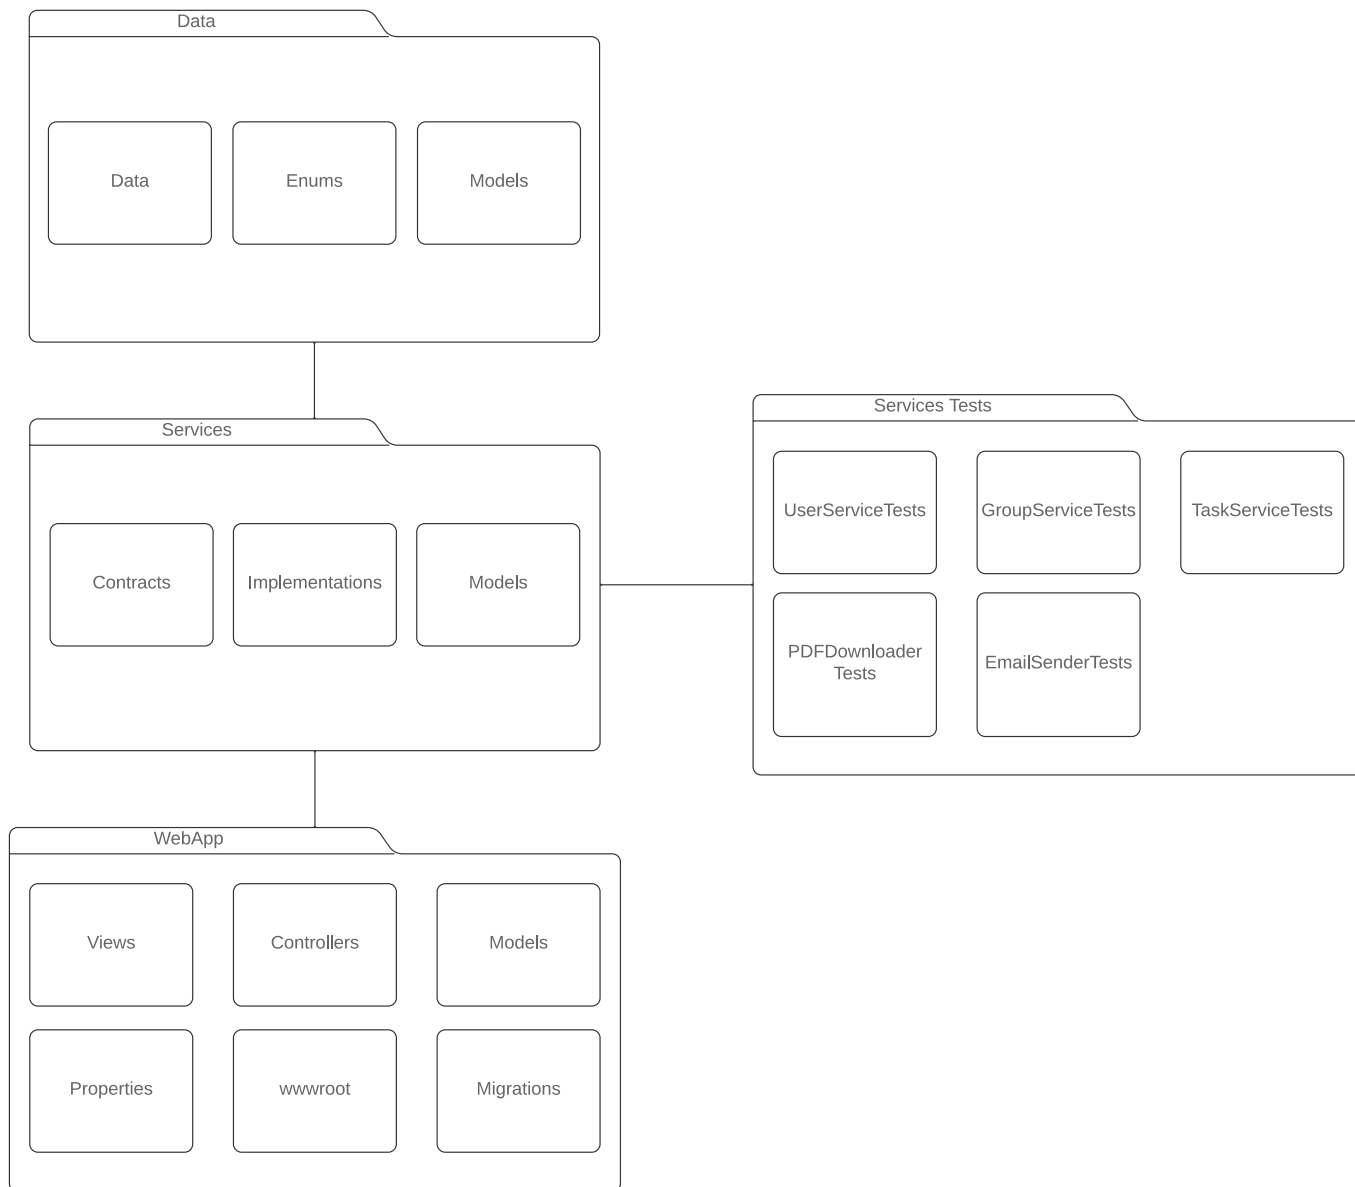 Data
Data
Enums
Models
Services
Contracts
Implementations
Models
Services Tests
UserServiceTests
GroupServiceTests
TaskServiceTests
PDFDownloader
Tests
EmailSenderTests
WebApp
Views
Controllers
Models
Properties
wwwroot
Migrations